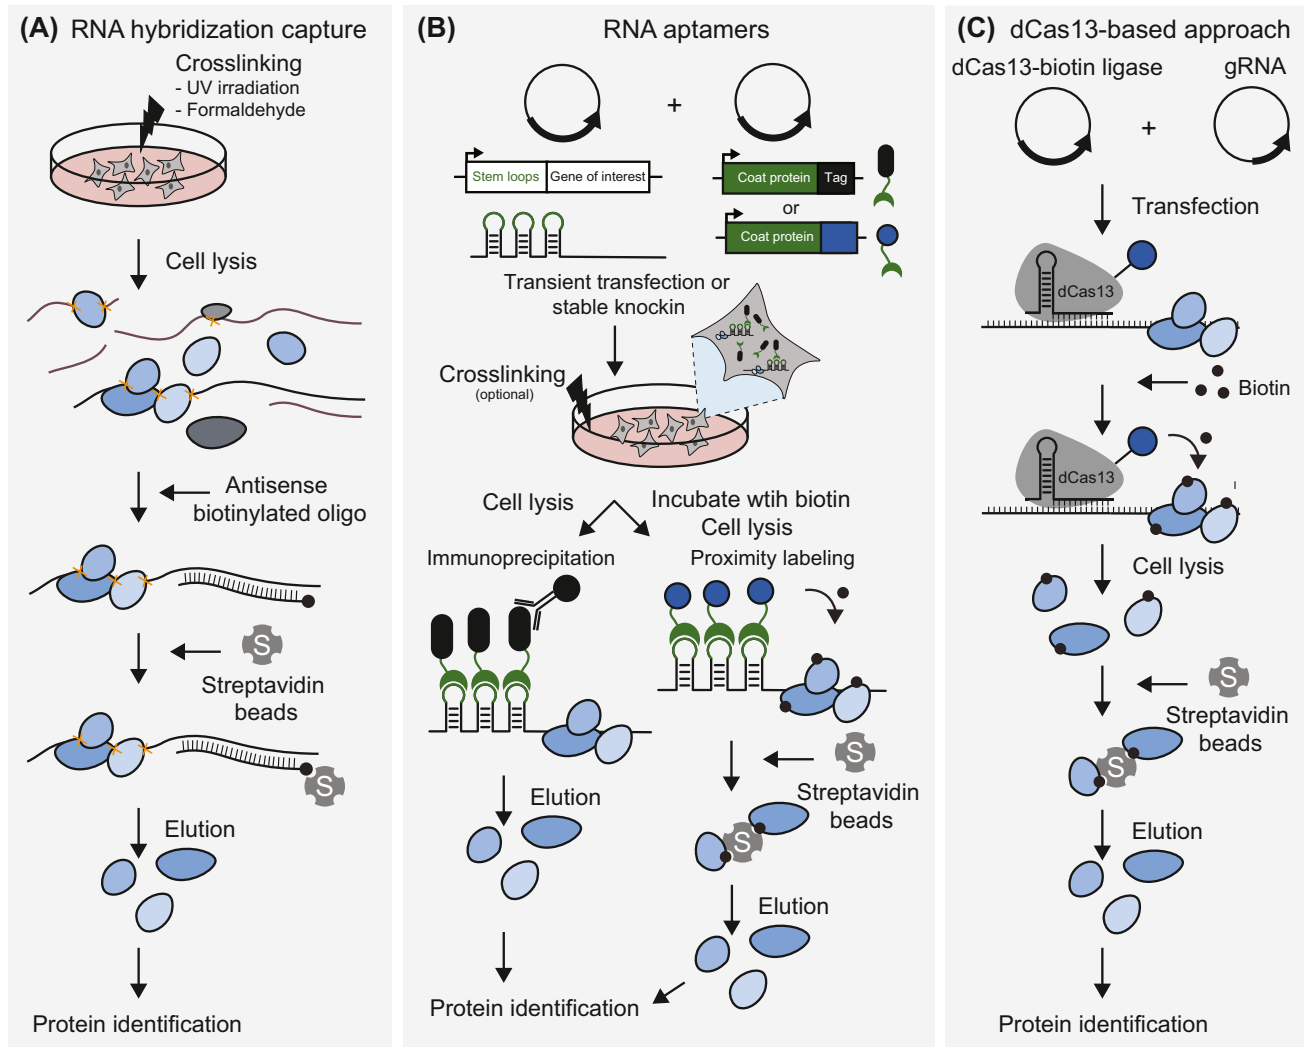 (A) RNA hybridization capture
Crosslinking
- UV irradiation
- Formaldehyde
Cell lysis
Antisense
biotinylated oligo
S
Streptavidin
beads
S
Elution
Protein identification
(B) RNA aptamers
+
Stem loops Gene of interest
Coat protein Tag
or
Coat protein
Transient transfection or
stable knockin
Crosslinking
(optional)
Cell lysis
Immunoprecipitation
Elution
Incubate wtih biotin
Cell lysis
Proximity labeling
S
Streptavidin
beads
S
Elution
Protein identification
(C) dCas13-based approach
dCas13-biotin ligase gRNA
+
Transfection
dCas13
Biotin
dCas13
Cell lysis
S
Streptavidin
beads
S
Elution
Protein identification